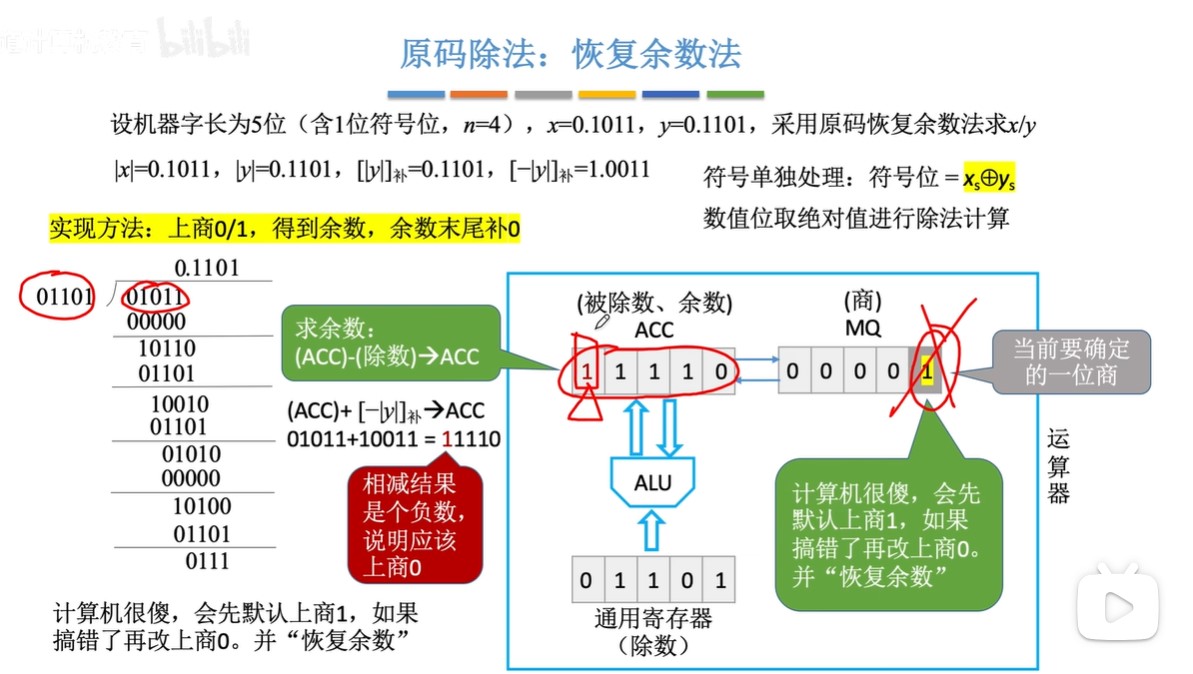 bilibili
原码除法：恢复余数法
设机器字长为5位（含1位符号位，n=4），x=0.1011，y=0.1101，采用原码恢复余数法求x/y
|x|=0.1011，|y|=0.1101，[|y|]补=0.1101，[−|y|]补=1.0011
符号单独处理：符号位 = xs⊕ys
数值位取绝对值进行除法计算
实现方法：上商0/1，得到余数，余数末尾补0
0.1101
01101 01011
00000
10110
01101
10010
01101
01010
00000
10100
01101
0111
计算机很傻，会先默认上商1，如果
搞错了再改上商0。并“恢复余数”
求余数：
(ACC)-(除数)→ACC
(ACC)+ [−|y|]补→ACC
01011+10011 = 11110
相减结果
是个负数，
说明应该
上商0
(被除数、余数)
ACC
1 1 1 1 0
(商)
MQ
0 0 0 0 1
当前要确定
的一位商
ALU
0 1 1 0 1
通用寄存器
（除数）
计算机很傻，会先
默认上商1，如果
搞错了再改上商0。
并“恢复余数”
运
算
器